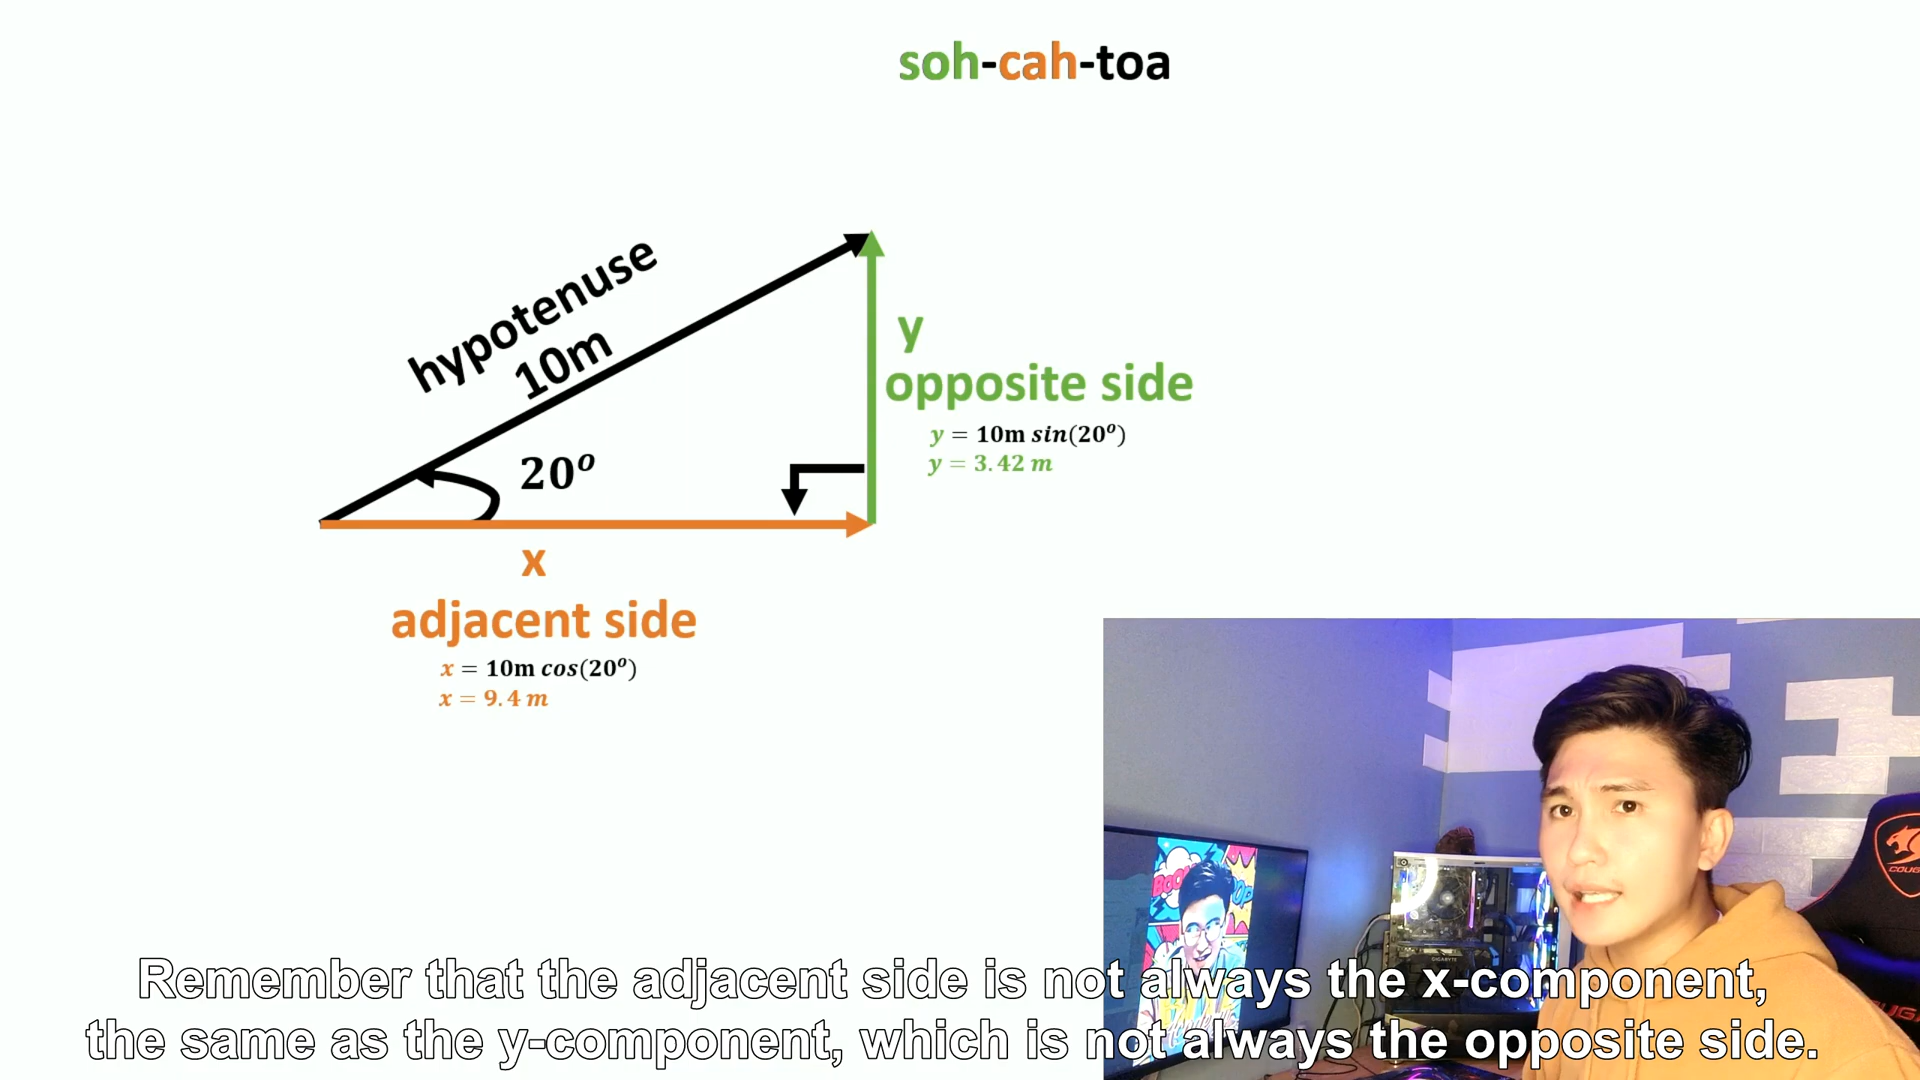 soh-cah-toa
hypotenuse
10m
20°
y
opposite side
y = 10m sin(20°)
y = 3.42 m
x
adjacent side
x = 10m cos(20°)
x = 9.4 m
GIGABYTE
Remember that the adjacent side is not always the x-component,
the same as the y-component, which is not always the opposite side.